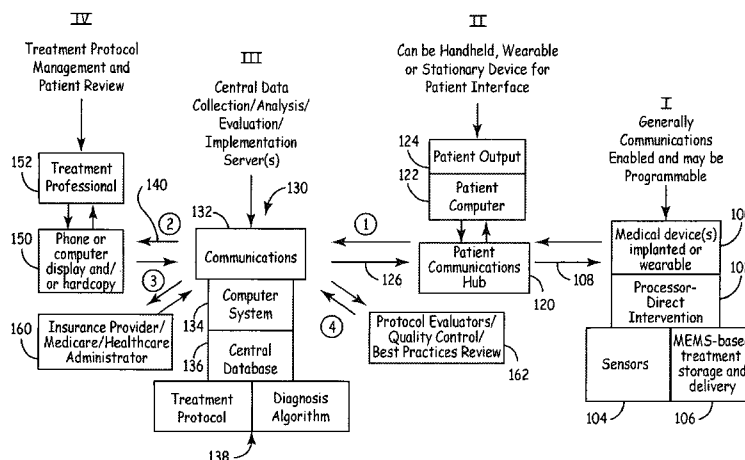 IV
Treatment Protocol
Management and
Patient Review
152
Treatment
Professional
140
2
150
Phone or
computer
display and/
or hardcopy
3
160
Insurance Provider/
Medicare/Healthcare
Administrator
III
Central Data
Collection/Analysis/
Evaluation/
Implementation
Server(s)
130
132
Communications
134
Computer
System
136
Central
Database
Treatment
Protocol
Diagnosis
Algorithm
138
1
126
4
Protocol Evaluators/
Quality Control/
Best Practices Review
162
II
Can be Handheld, Wearable
or Stationary Device for
Patient Interface
124
Patient Output
122
Patient
Computer
Patient
Communications
Hub
120
108
I
Generally
Communications
Enabled and may be
Programmable
Medical device(s)
implanted or
wearable
Processor-
Direct
Intervention
Sensors
MEMS-based
treatment
storage and
delivery
104
106